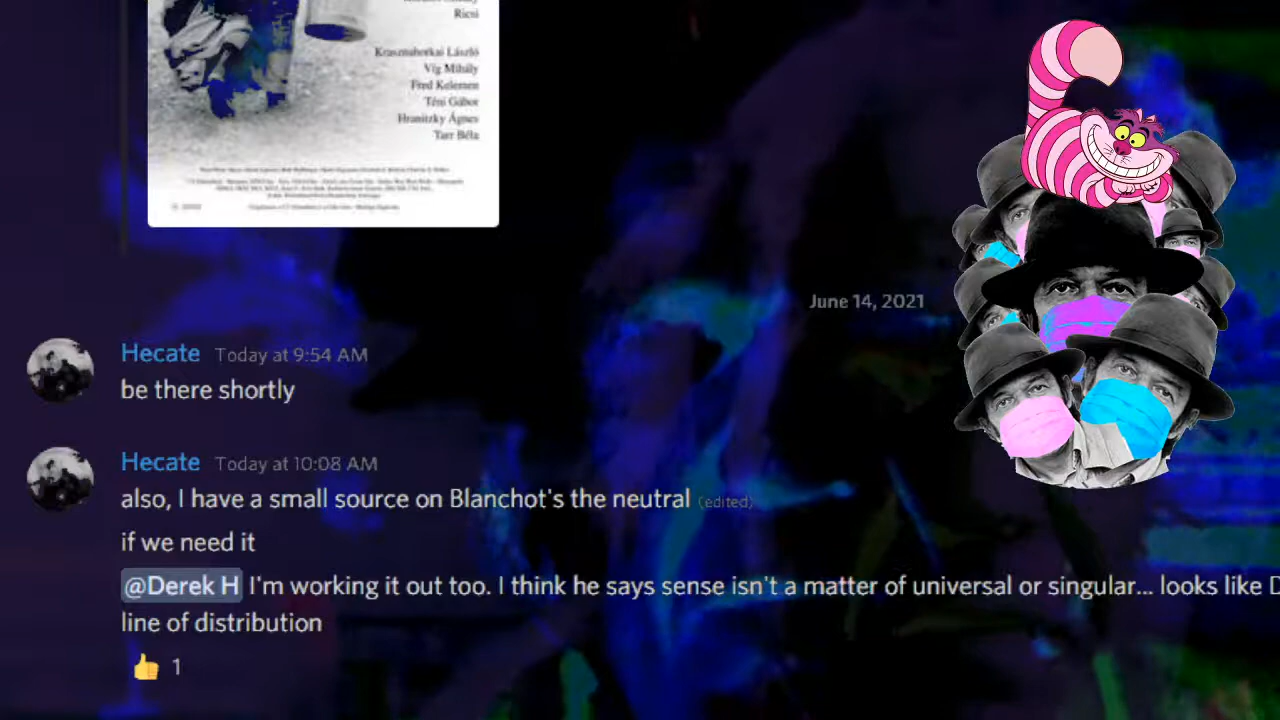 Ricsi
Krasznahorkai László
Víg Mihály
Fred Kelemen
Téni Gábor
Hranitzky Ágnes
Tarr Béla
June 14, 2021
Hecate Today at 9:54 AM
be there shortly
Hecate Today at 10:08 AM
also, I have a small source on Blanchot's the neutral (edited)
if we need it
@Derek H I'm working it out too. I think he says sense isn't a matter of universal or singular... looks like D
line of distribution
👍 1